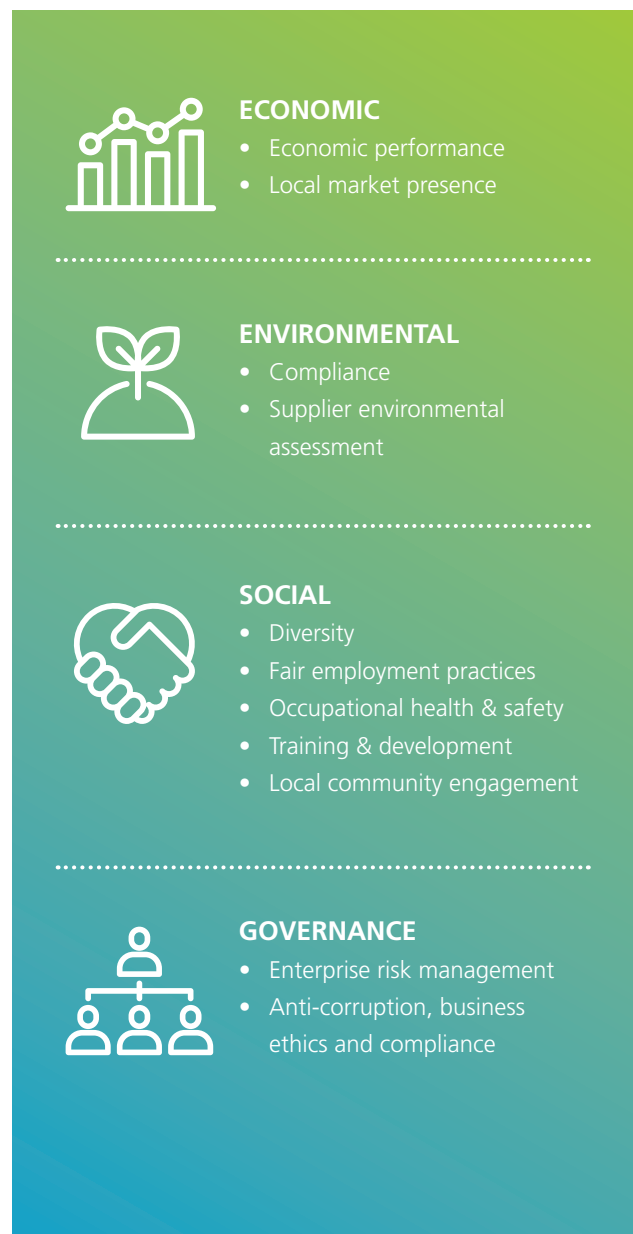 ECONOMIC
• Economic performance
• Local market presence
ENVIRONMENTAL
• Compliance
• Supplier environmental
assessment
SOCIAL
• Diversity
• Fair employment practices
• Occupational health & safety
• Training & development
• Local community engagement
GOVERNANCE
• Enterprise risk management
• Anti-corruption, business
ethics and compliance